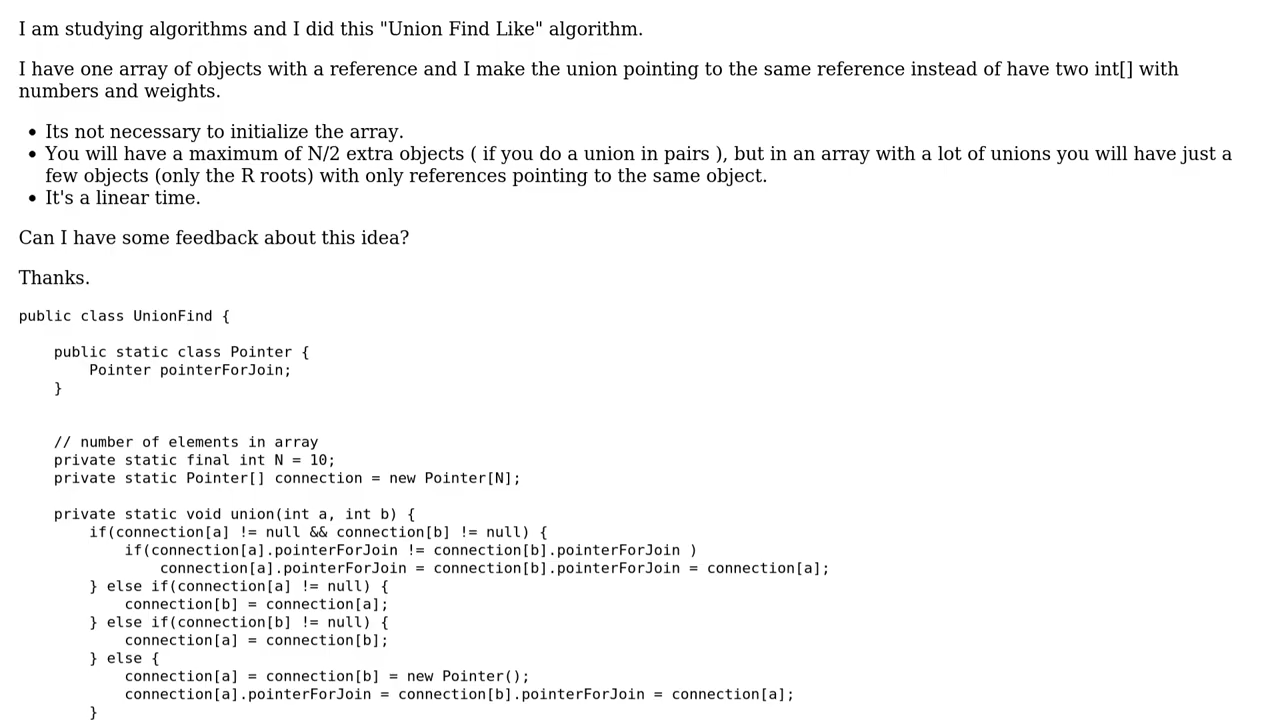 I am studying algorithms and I did this "Union Find Like" algorithm.
I have one array of objects with a reference and I make the union pointing to the same reference instead of have two int[] with
numbers and weights.
• Its not necessary to initialize the array.
• You will have a maximum of N/2 extra objects ( if you do a union in pairs ), but in an array with a lot of unions you will have just a
few objects (only the R roots) with only references pointing to the same object.
• It's a linear time.
Can I have some feedback about this idea?
Thanks.
public class UnionFind {
    public static class Pointer {
        Pointer pointerForJoin;
    }
    // number of elements in array
    private static final int N = 10;
    private static Pointer[] connection = new Pointer[N];
    private static void union(int a, int b) {
        if(connection[a] != null && connection[b] != null) {
            if(connection[a].pointerForJoin != connection[b].pointerForJoin )
                connection[a].pointerForJoin = connection[b].pointerForJoin = connection[a];
        } else if(connection[a] != null) {
            connection[b] = connection[a];
        } else if(connection[b] != null) {
            connection[a] = connection[b];
        } else {
            connection[a] = connection[b] = new Pointer();
            connection[a].pointerForJoin = connection[b].pointerForJoin = connection[a];
        }